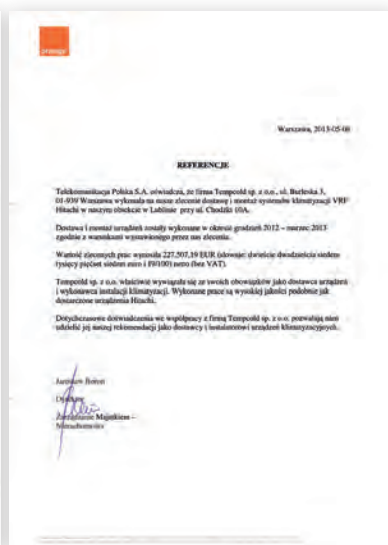 orange
Warszawa, 2013-05-08
REFERENCJE
Telekomunikacja Polska S.A. oświadcza, że firma Tempcold sp. z o.o., ul. Burleska 3,
01-939 Warszawa wykonała na nasze zlecenie dostawę i montaż systemów klimatyzacji VRF
Hitachi w naszym obiekcie w Lublinie przy ul. Chodźki 10A.
Dostawa i montaż urządzeń zostały wykonane w okresie grudzień 2012 – marzec 2013
zgodnie z warunkami wystawionego przez nas zlecenia.
Wartość zleconych prac wynosiła 227.507,19 EUR (słownie: dwieście dwadzieścia siedem
tysięcy pięćset siedem euro i 19/100) netto (bez VAT).
Tempcold sp. z o.o. właściwie wywiązała się ze swoich obowiązków jako dostawca urządzeń
i wykonawca instalacji klimatyzacji. Wykonane prace są wysokiej jakości podobnie jak
dostarczone urządzenia Hitachi.
Dotychczasowe doświadczenia we współpracy z firmą Tempcold sp. z o.o. pozwalają nam
udzielić jej naszej rekomendacji jako dostawcy i instalatorowi urządzeń klimatyzacyjnych.
Jarosław
Dyrektor
Zarządzanie Majątkiem –
Nieruchomości